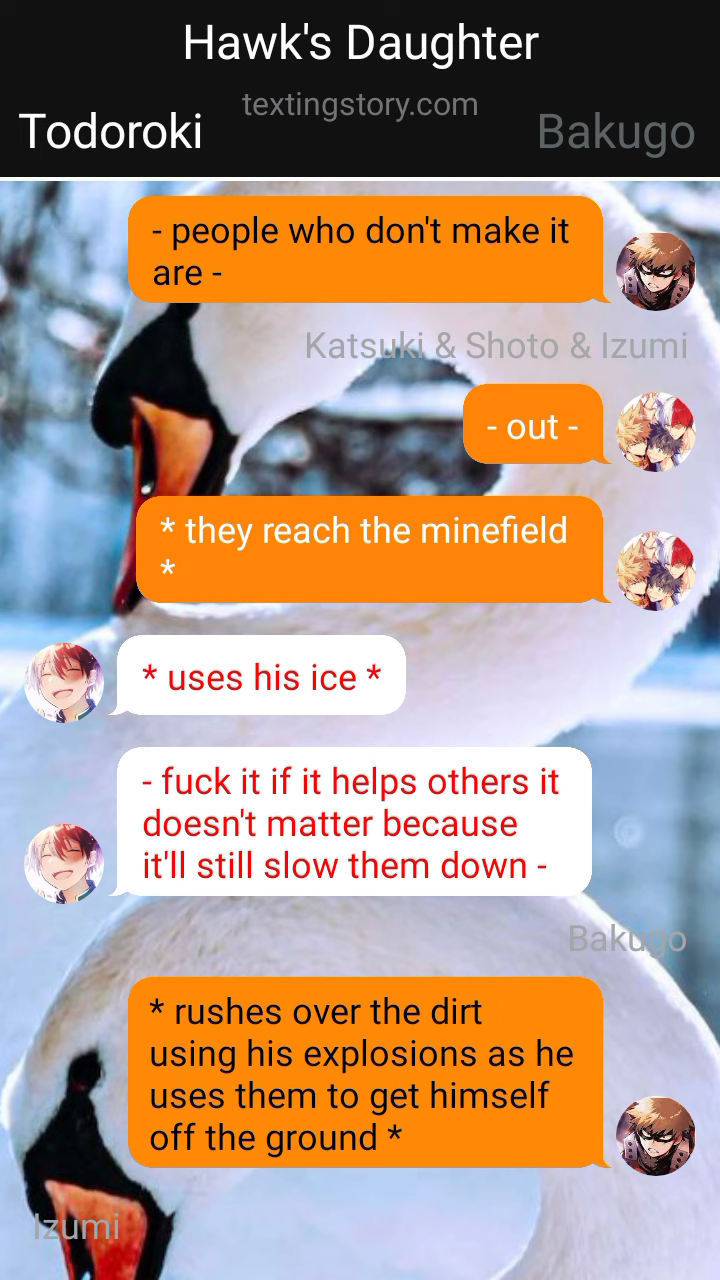 Hawk's Daughter
textingstory.com
Todoroki
Bakugo
- people who don't make it
are -
Katsuki & Shoto & Izumi
- out -
* they reach the minefield
*
* uses his ice *
- fuck it if it helps others it
doesn't matter because
it'll still slow them down -
Bakugo
* rushes over the dirt
using his explosions as he
uses them to get himself
off the ground *
Izumi